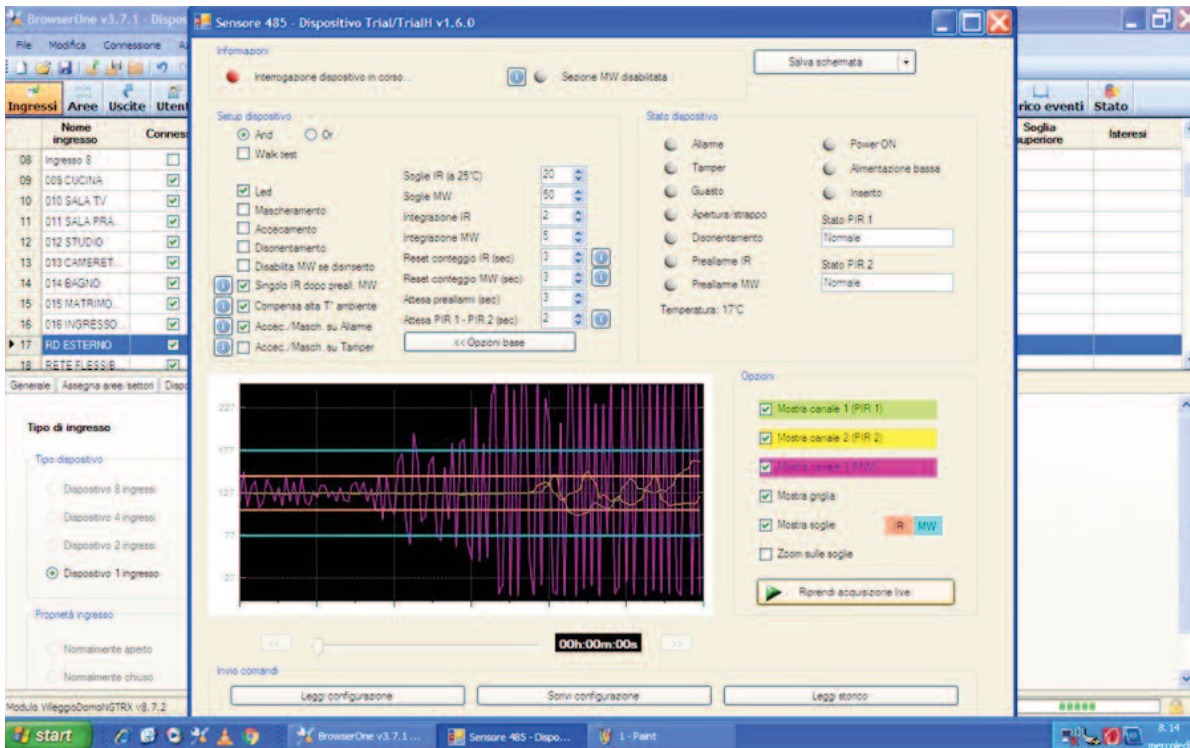 BrowserOne v3.7.1 - Dispos
Sensore 485 - Dispositivo Trial/TrialH v1.6.0
File Modifica Connessione
Ingressi Aree Uscite Utent
rico eventi Stato
Nome ingresso Conness
Soglia superiore Isteresi
08 Ingresso 8
09 009 CUCINA
10 010 SALA TV
11 011 SALA PRA...
12 012 STUDIO
13 013 CAMERET...
14 014 BAGNO
15 015 MATRIMO...
16 016 INGRESSO...
17 RD ESTERNO
18 RETE FLESSIB...
Generale Assegna aree/settori Dispo
Tipo di ingresso
Tipo dispositivo
Dispositivo 8 ingressi
Dispositivo 4 ingressi
Dispositivo 2 ingressi
Dispositivo 1 ingresso
Proprietà ingresso
Normalmente aperto
Normalmente chiuso
Modulo VilleggioDomoNGTRX v8.7.2
Informazioni
Interrogazione dispositivo in corso...
Sezione MW disabilitata
Salva schermata
Setup dispositivo
And Or
Walk test
Led
Mascheramento
Accecamento
Disorientamento
Disabilita MW se disinserito
Singolo IR dopo preall. MW
Compensa alta T° ambiente
Accec./Masch. su Allarme
Accec./Masch. su Tamper
Soglie IR (a 25°C) 20
Soglie MW 50
Integrazione IR 2
Integrazione MW 5
Reset conteggio IR (sec) 3
Reset conteggio MW (sec) 3
Attesa preallarmi (sec) 3
Attesa PIR 1 - PIR 2 (sec) 2
<< Opzioni base
Stato dispositivo
Allarme
Tamper
Guasto
Apertura/strappo
Disorientamento
Preallarme IR
Preallarme MW
Power ON
Alimentazione bassa
Inserito
Stato PIR 1
Normale
Stato PIR 2
Normale
Temperatura: 17°C
227
177
127
77
27
Opzioni
Mostra canale 1 (PIR 1)
Mostra canale 2 (PIR 2)
Mostra canale 3 (MW)
Mostra griglia
Mostra soglie IR MW
Zoom sulle soglie
Riprendi acquisizione live
<< 00h:00m:00s >>
Invio comandi
Leggi configurazione
Scrivi configurazione
Leggi storico
start
BrowserOne v3.7.1 ...
Sensore 485 - Dispo...
1 - Paint
8.14